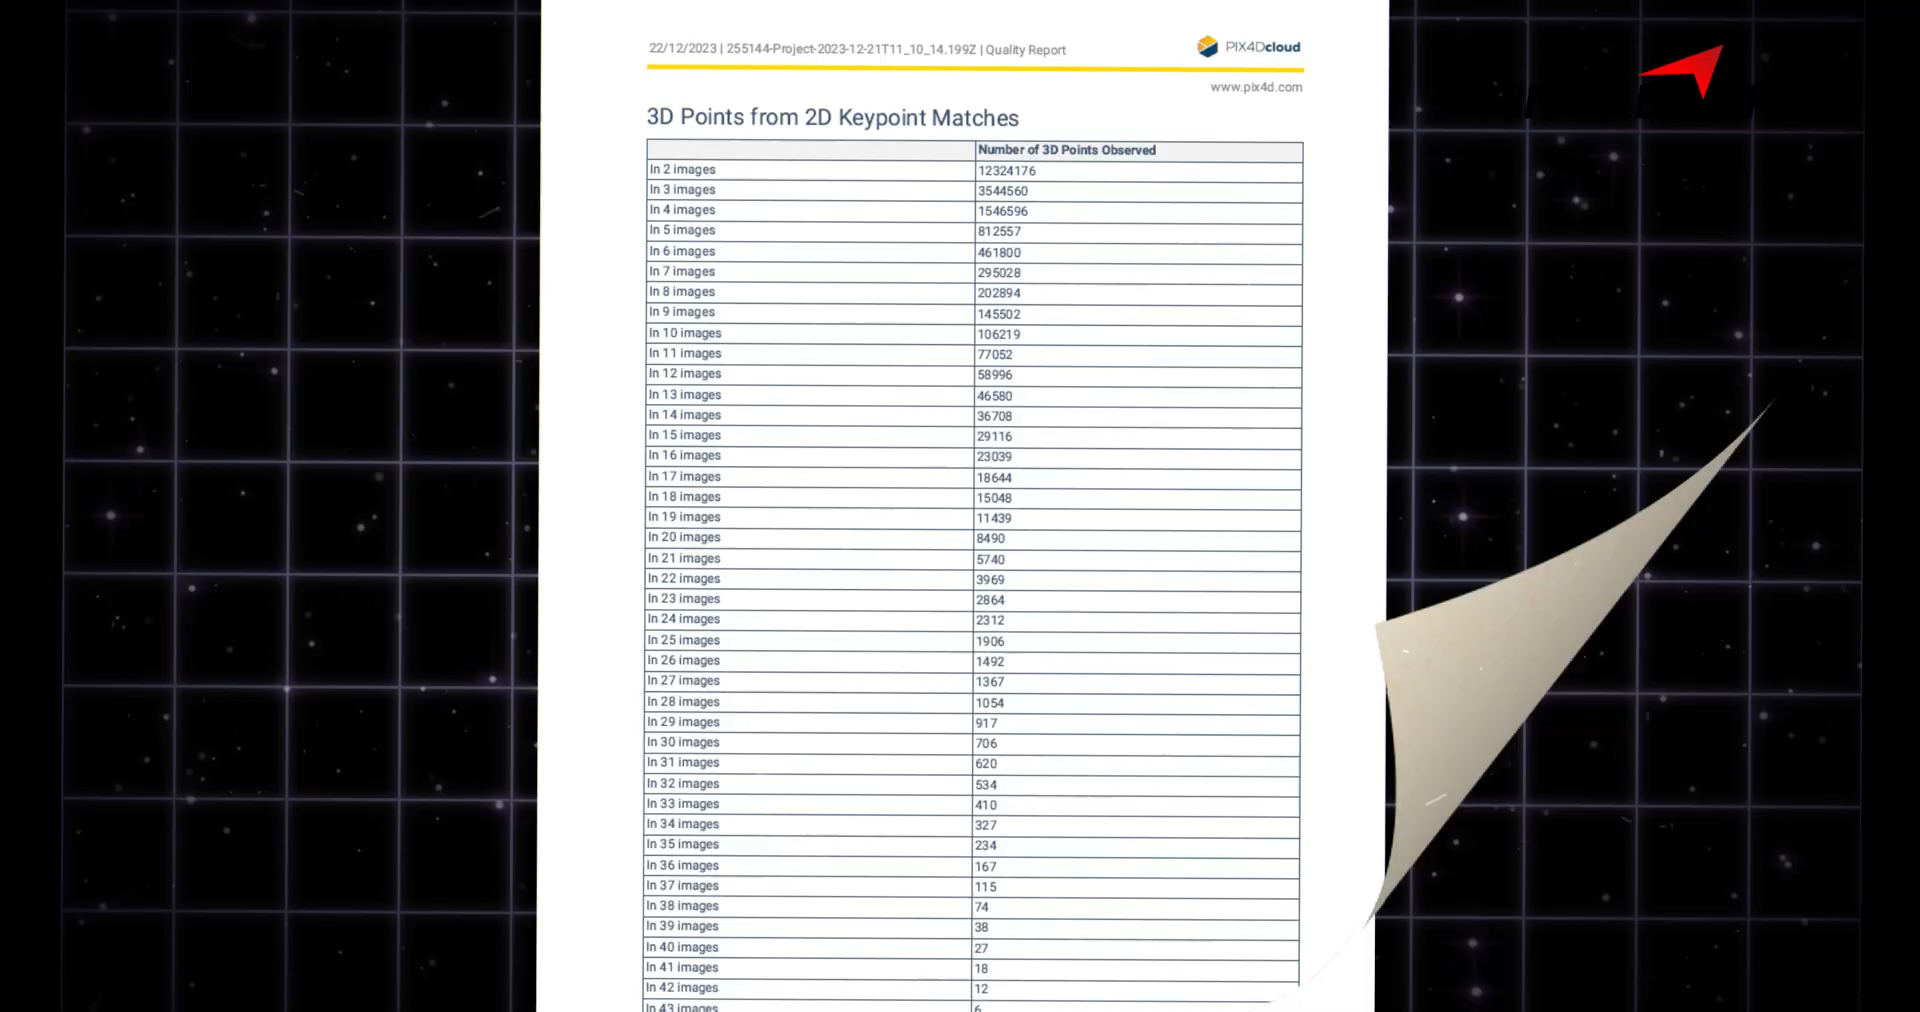 22/12/2023 | 255144-Project-2023-12-21T11_10_14.199Z | Quality Report
PIX4Dcloud
www.pix4d.com
3D Points from 2D Keypoint Matches
Number of 3D Points Observed
In 2 images 12324176
In 3 images 3544560
In 4 images 1546596
In 5 images 812557
In 6 images 461800
In 7 images 295028
In 8 images 202894
In 9 images 145502
In 10 images 106219
In 11 images 77052
In 12 images 58996
In 13 images 46580
In 14 images 36708
In 15 images 29116
In 16 images 23039
In 17 images 18644
In 18 images 15048
In 19 images 11439
In 20 images 8490
In 21 images 5740
In 22 images 3969
In 23 images 2864
In 24 images 2312
In 25 images 1906
In 26 images 1492
In 27 images 1367
In 28 images 1054
In 29 images 917
In 30 images 706
In 31 images 620
In 32 images 534
In 33 images 410
In 34 images 327
In 35 images 234
In 36 images 167
In 37 images 115
In 38 images 74
In 39 images 38
In 40 images 27
In 41 images 18
In 42 images 12
In 43 images 6